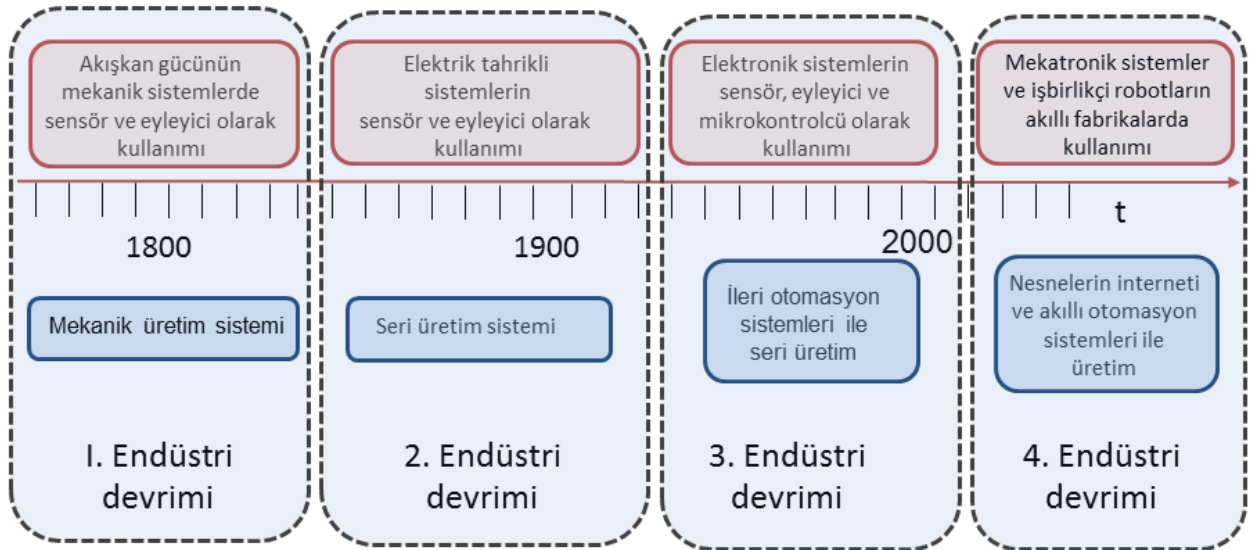 Akışkan gücünün
mekanik sistemlerde
sensör ve eyleyici olarak
kullanımı
Elektrik tahrikli
sistemlerin
sensör ve eyleyici olarak
kullanımı
Elektronik sistemlerin
sensör, eyleyici ve
mikrokontrolcü olarak
kullanımı
Mekatronik sistemler
ve işbirlikçi robotların
akıllı fabrikalarda
kullanımı
1800
1900
2000
t
Mekanik üretim sistemi
Seri üretim sistemi
İleri otomasyon
sistemleri ile
seri üretim
Nesnelerin interneti
ve akıllı otomasyon
sistemleri ile
üretim
I. Endüstri
devrimi
2. Endüstri
devrimi
3. Endüstri
devrimi
4. Endüstri
devrimi